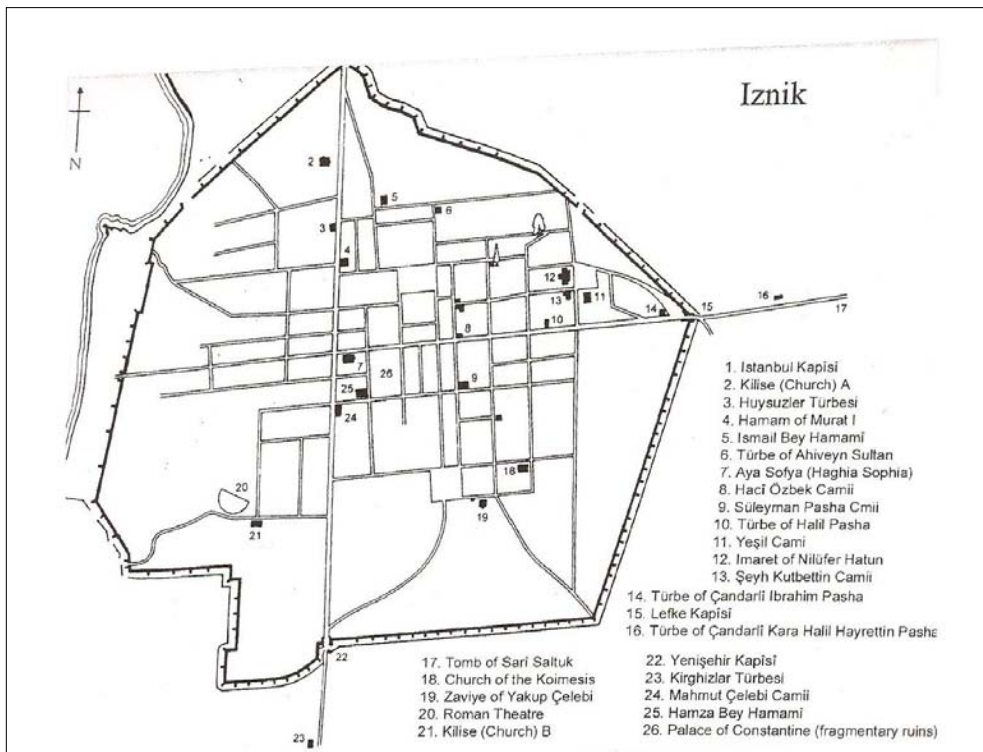 Iznik
N
2
5
6
3
4
12
13
11
14
15
16
17
10
8
7
26
25
9
24
18
20
19
21
22
23
1. Istanbul Kapîsî
2. Kilise (Church) A
3. Huysuzler Türbesi
4. Hamam of Murat I
5. Ismail Bey Hamamî
6. Türbe of Ahiveyn Sultan
7. Aya Sofya (Haghia Sophia)
8. Hacî Özbek Camii
9. Süleyman Pasha Cmii
10. Türbe of Halil Pasha
11. Yeşil Cami
12. Imaret of Nilüfer Hatun
13. Şeyh Kutbettin Camii
14. Türbe of Çandarlî Ibrahim Pasha
15. Lefke Kapîsî
16. Türbe of Çandarlî Kara Halil Hayrettin Pasha
17. Tomb of Sarî Saltuk
18. Church of the Koimesis
19. Zaviye of Yakup Çelebi
20. Roman Theatre
21. Kilise (Church) B
22. Yenişehir Kapîsî
23. Kirghizlar Türbesi
24. Mahmut Çelebi Camii
25. Hamza Bey Hamamî
26. Palace of Constantine (fragmentary ruins)